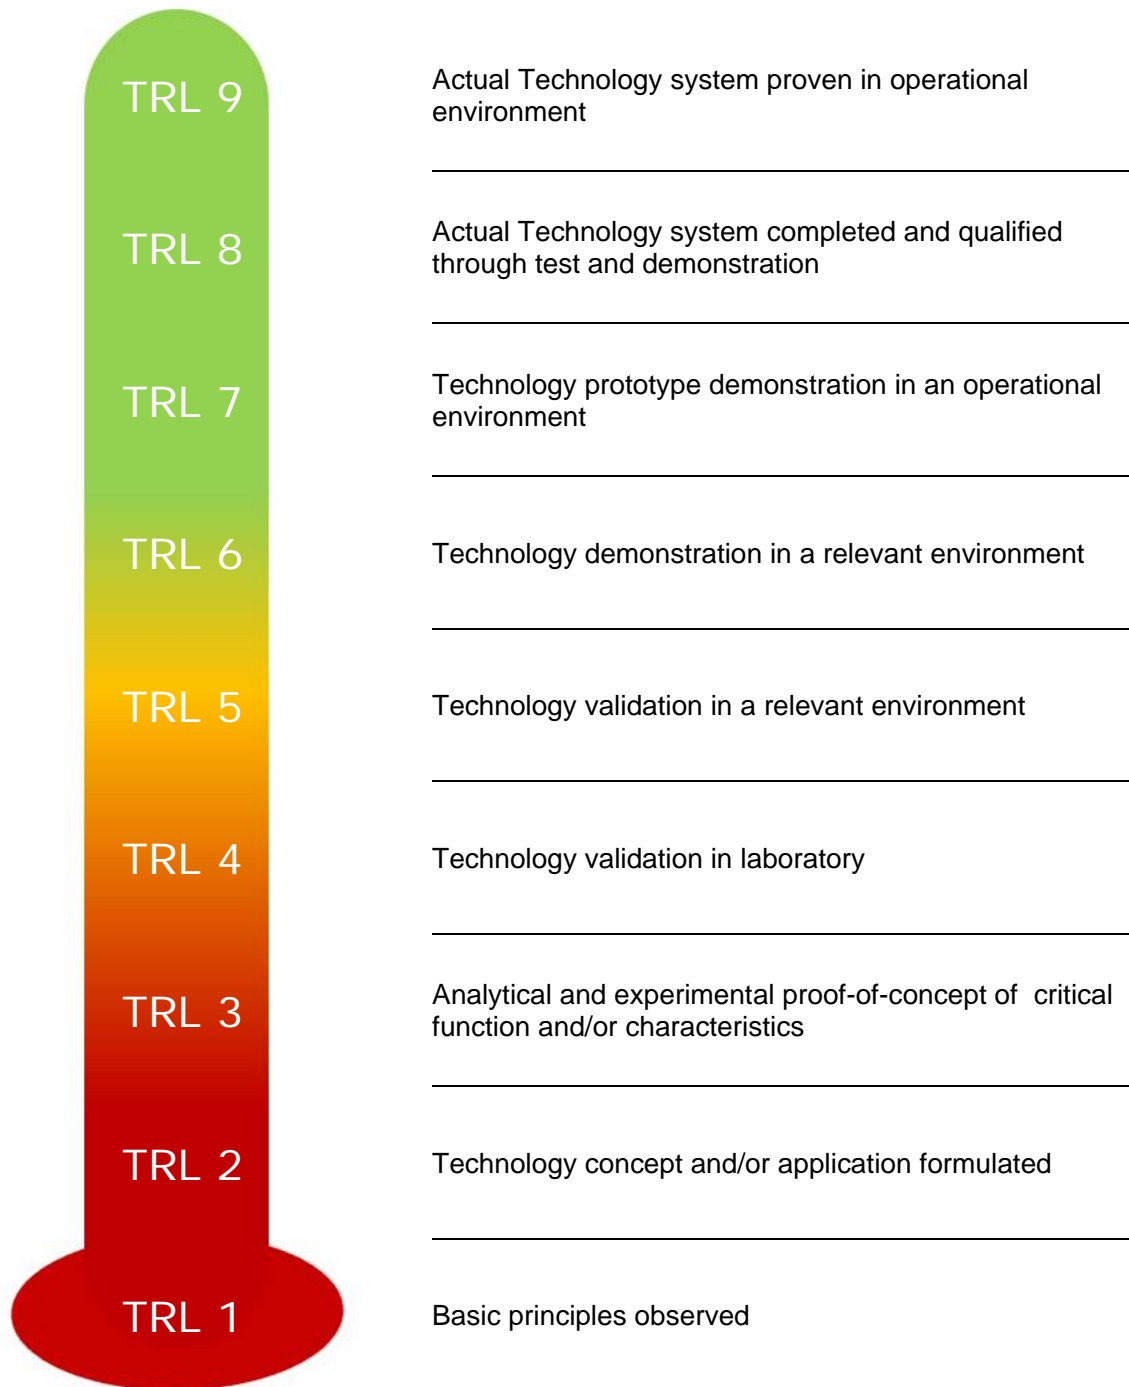 TRL 9
Actual Technology system proven in operational
environment
TRL 8
Actual Technology system completed and qualified
through test and demonstration
TRL 7
Technology prototype demonstration in an operational
environment
TRL 6
Technology demonstration in a relevant environment
TRL 5
Technology validation in a relevant environment
TRL 4
Technology validation in laboratory
TRL 3
Analytical and experimental proof-of-concept of  critical
function and/or characteristics
TRL 2
Technology concept and/or application formulated
TRL 1
Basic principles observed